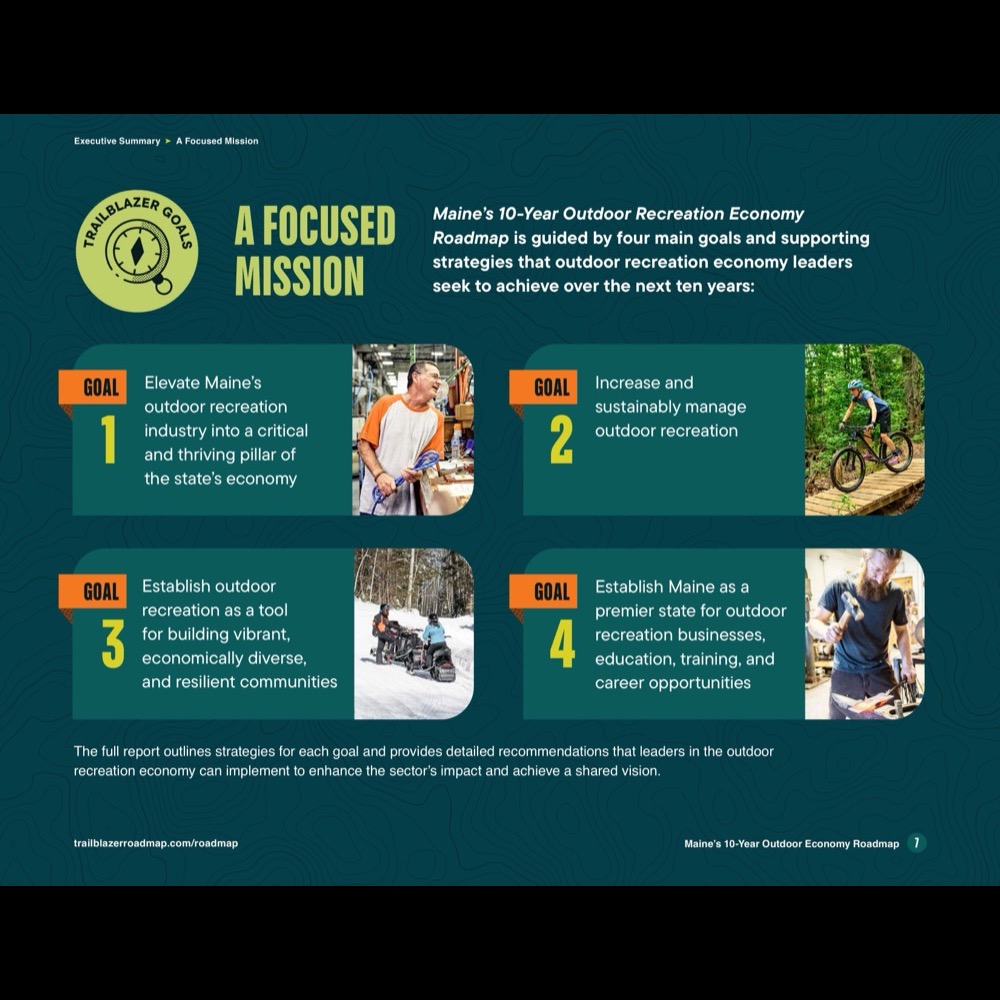 Executive Summary ➤ A Focused Mission
TRAILBLAZER GOALS
A FOCUSED
MISSION
Maine's 10-Year Outdoor Recreation Economy
Roadmap is guided by four main goals and supporting
strategies that outdoor recreation economy leaders
seek to achieve over the next ten years:
GOAL
1
Elevate Maine's
outdoor recreation
industry into a critical
and thriving pillar of
the state's economy
GOAL
2
Increase and
sustainably manage
outdoor recreation
GOAL
3
Establish outdoor
recreation as a tool
for building vibrant,
economically diverse,
and resilient communities
GOAL
4
Establish Maine as a
premier state for outdoor
recreation businesses,
education, training, and
career opportunities
The full report outlines strategies for each goal and provides detailed recommendations that leaders in the outdoor
recreation economy can implement to enhance the sector's impact and achieve a shared vision.
trailblazerroadmap.com/roadmap
Maine's 10-Year Outdoor Economy Roadmap 7